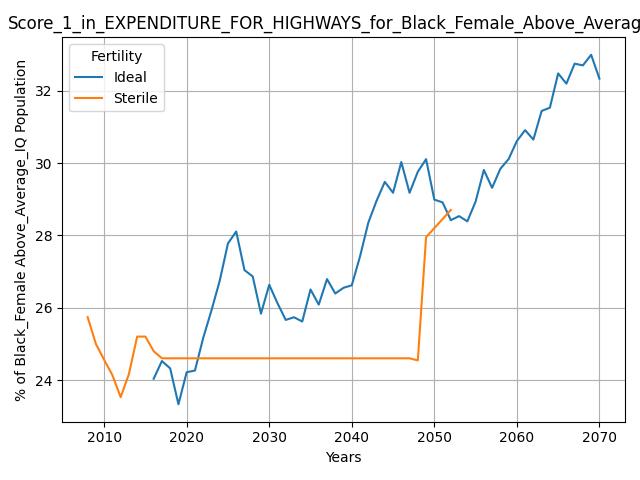 Score_1_in_EXPENDITURE_FOR_HIGHWAYS_for_Black_Female_Above_Averag
Fertility
Ideal
Sterile
% of Black_Female Above_Average_IQ Population
32
30
28
26
24
2010 2020 2030 2040 2050 2060 2070
Years